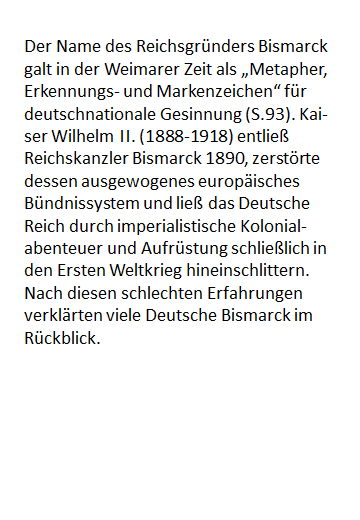 Der Name des Reichsgründers Bismarck
galt in der Weimarer Zeit als „Metapher,
Erkennungs- und Markenzeichen“ für
deutschnationale Gesinnung (S.93). Kai-
ser Wilhelm II. (1888-1918) entließ
Reichskanzler Bismarck 1890, zerstörte
dessen ausgewogenes europäisches
Bündnissystem und ließ das Deutsche
Reich durch imperialistische Kolonial-
abenteuer und Aufrüstung schließlich in
den Ersten Weltkrieg hineinschlittern.
Nach diesen schlechten Erfahrungen
verklärten viele Deutsche Bismarck im
Rückblick.